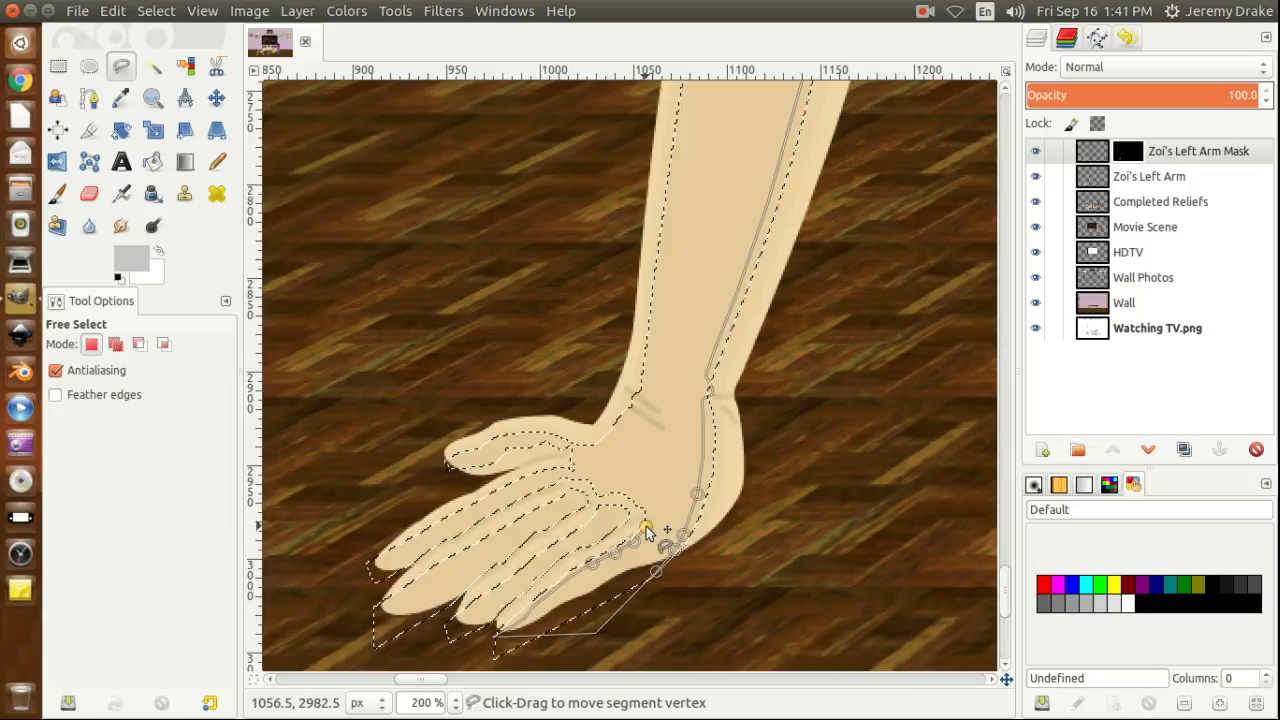 File Edit Select View Image Layer Colors Tools Filters Windows Help
En Fri Sep 16 1:41 PM Jeremy Drake
850 900 950 1000 1050 1100 1150 1200
Tool Options
Free Select
Mode:
Antialiasing
Feather edges
Mode: Normal
Opacity 100.0
Lock:
Zoi's Left Arm Mask
Zoi's Left Arm
Completed Reliefs
Movie Scene
HDTV
Wall Photos
Wall
Watching TV.png
Default
Undefined Columns: 0
1056.5, 2982.5 px 200 % Click-Drag to move segment vertex